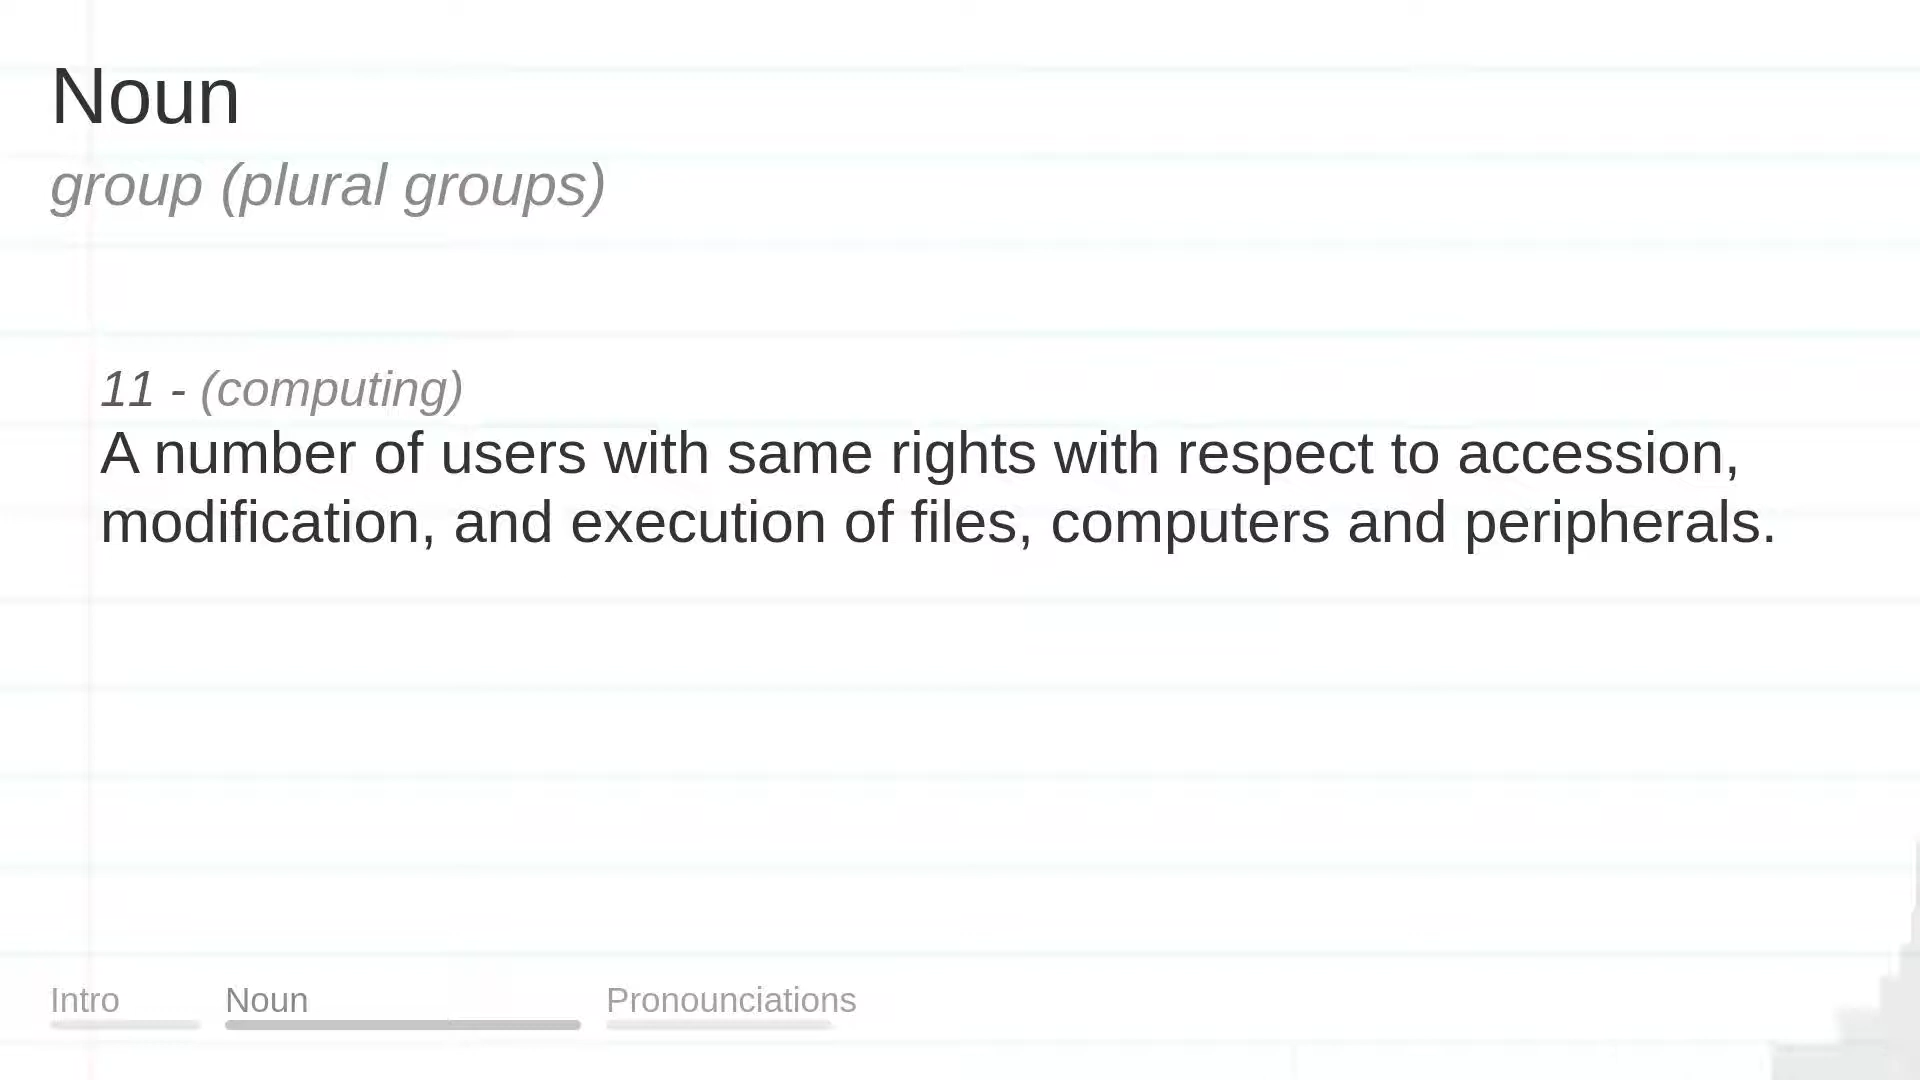 Noun
group (plural groups)
11 - (computing)
A number of users with same rights with respect to accession,
modification, and execution of files, computers and peripherals.
Intro Noun Pronounciations